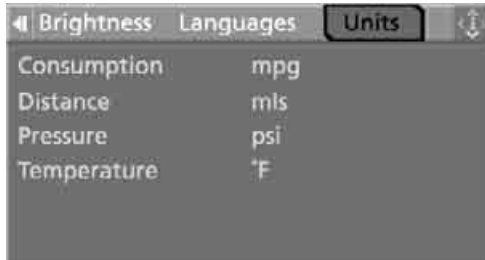 Brightness Languages Units
Consumption mpg
Distance mls
Pressure psi
Temperature °F